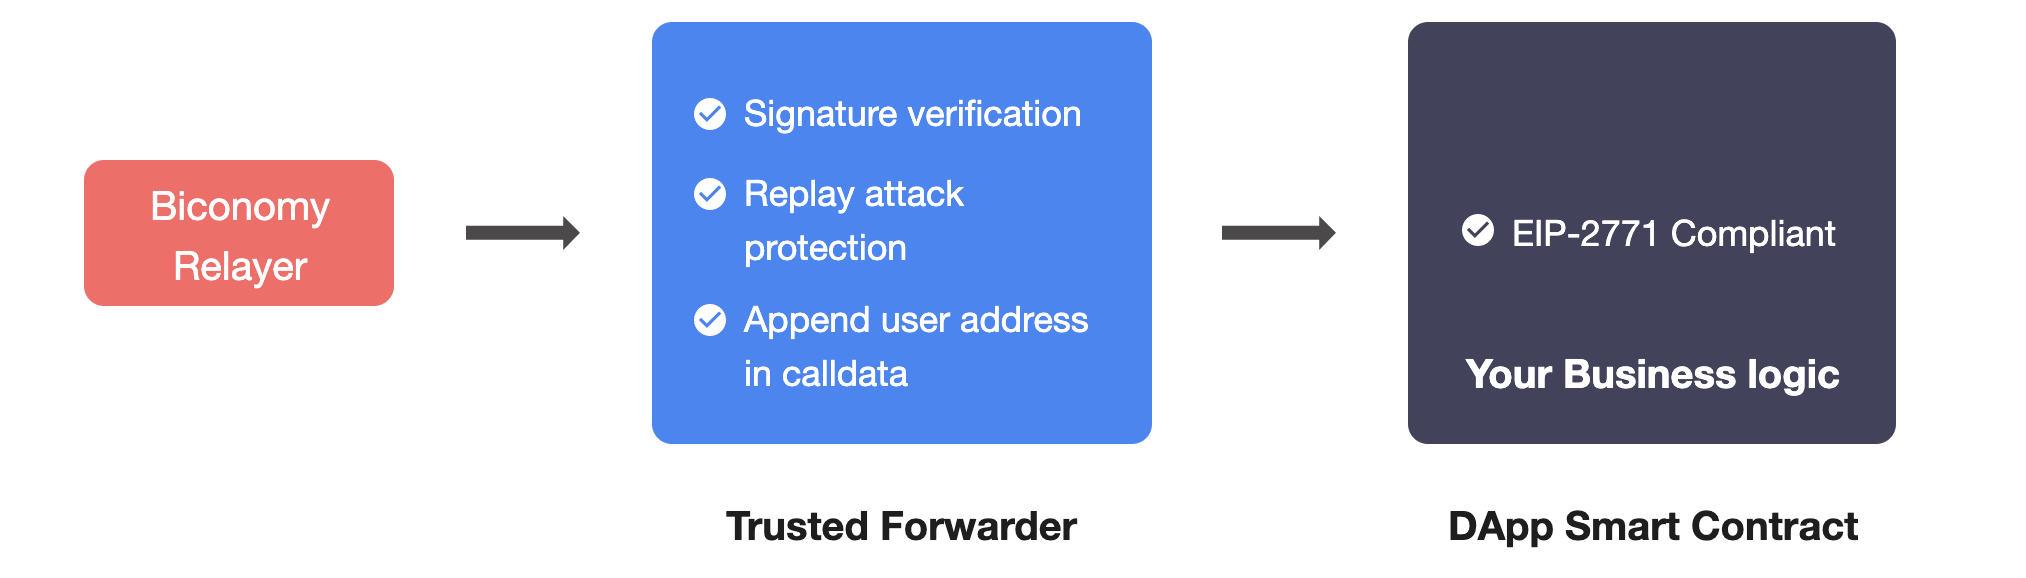 Biconomy
Relayer
Signature verification
Replay attack
protection
Append user address
in calldata
Trusted Forwarder
EIP-2771 Compliant
Your Business logic
DApp Smart Contract